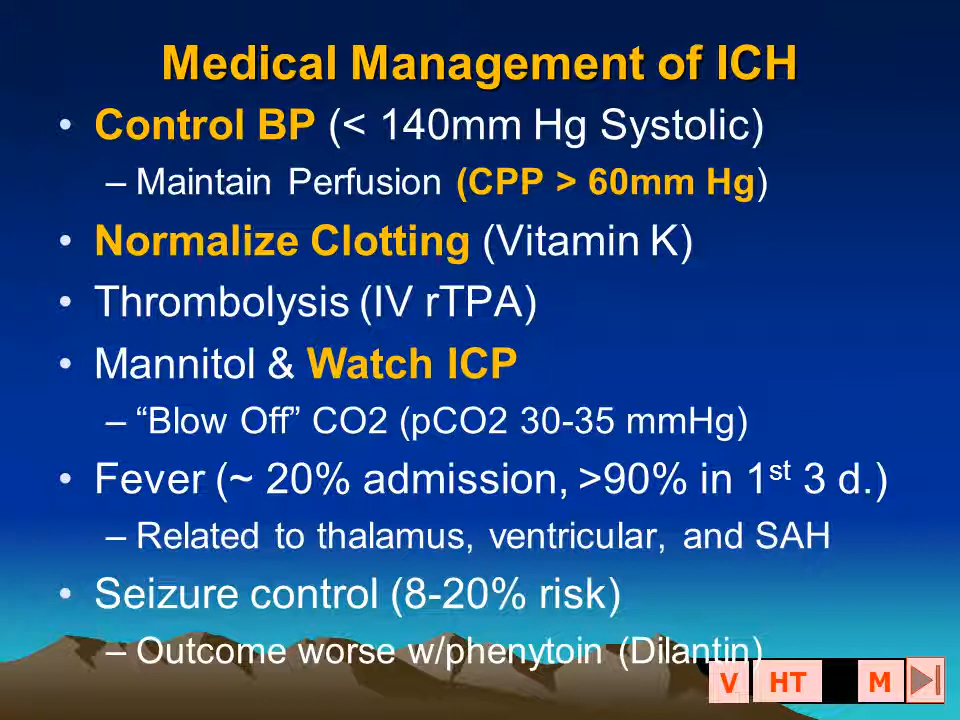 Medical Management of ICH
• Control BP (< 140mm Hg Systolic)
– Maintain Perfusion (CPP > 60mm Hg)
• Normalize Clotting (Vitamin K)
• Thrombolysis (IV rTPA)
• Mannitol & Watch ICP
– “Blow Off” CO2 (pCO2 30-35 mmHg)
• Fever (~ 20% admission, >90% in 1st 3 d.)
– Related to thalamus, ventricular, and SAH
• Seizure control (8-20% risk)
– Outcome worse w/phenytoin (Dilantin)
V HT M